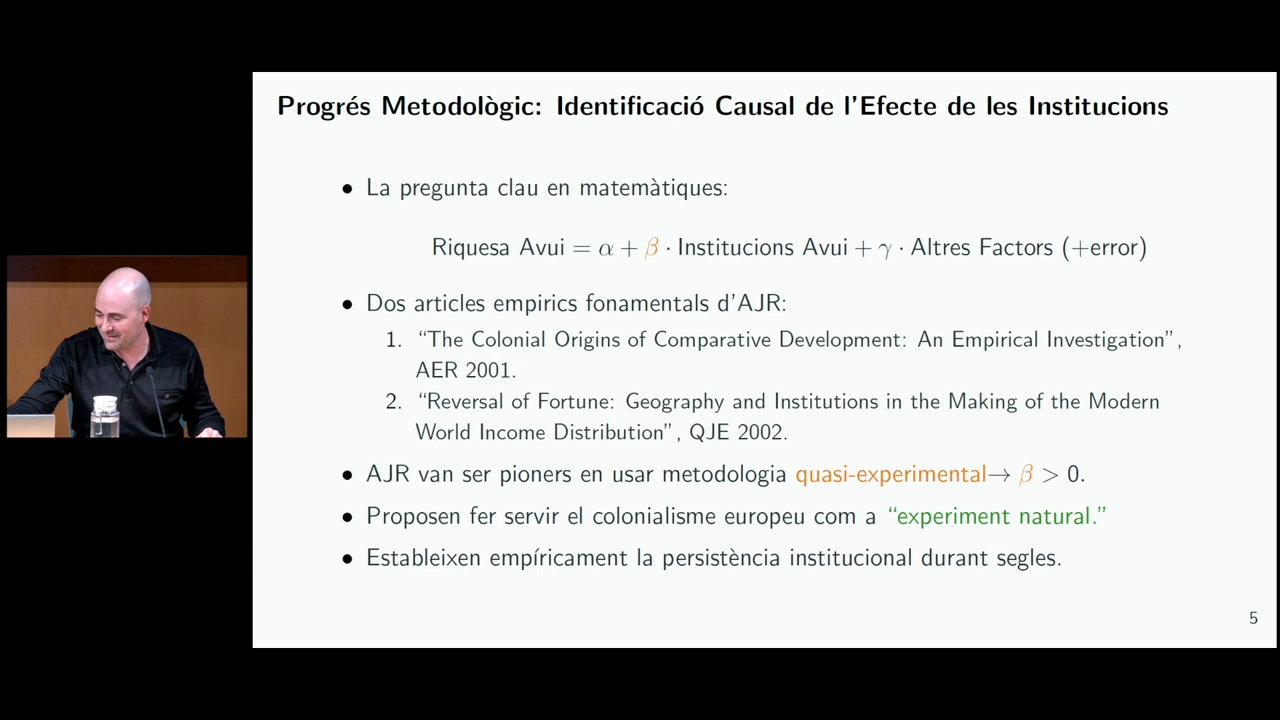 Progrés Metodològic: Identificació Causal de l'Efecte de les Institucions
• La pregunta clau en matemàtiques:
Riquesa Avui = α + β · Institucions Avui + γ · Altres Factors (+error)
• Dos articles empirics fonamentals d'AJR:
1. “The Colonial Origins of Comparative Development: An Empirical Investigation”,
AER 2001.
2. “Reversal of Fortune: Geography and Institutions in the Making of the Modern
World Income Distribution”, QJE 2002.
• AJR van ser pioners en usar metodologia quasi-experimental→ β > 0.
• Proposen fer servir el colonialisme europeu com a “experiment natural.”
• Estableixen empíricament la persistència institucional durant segles.
5